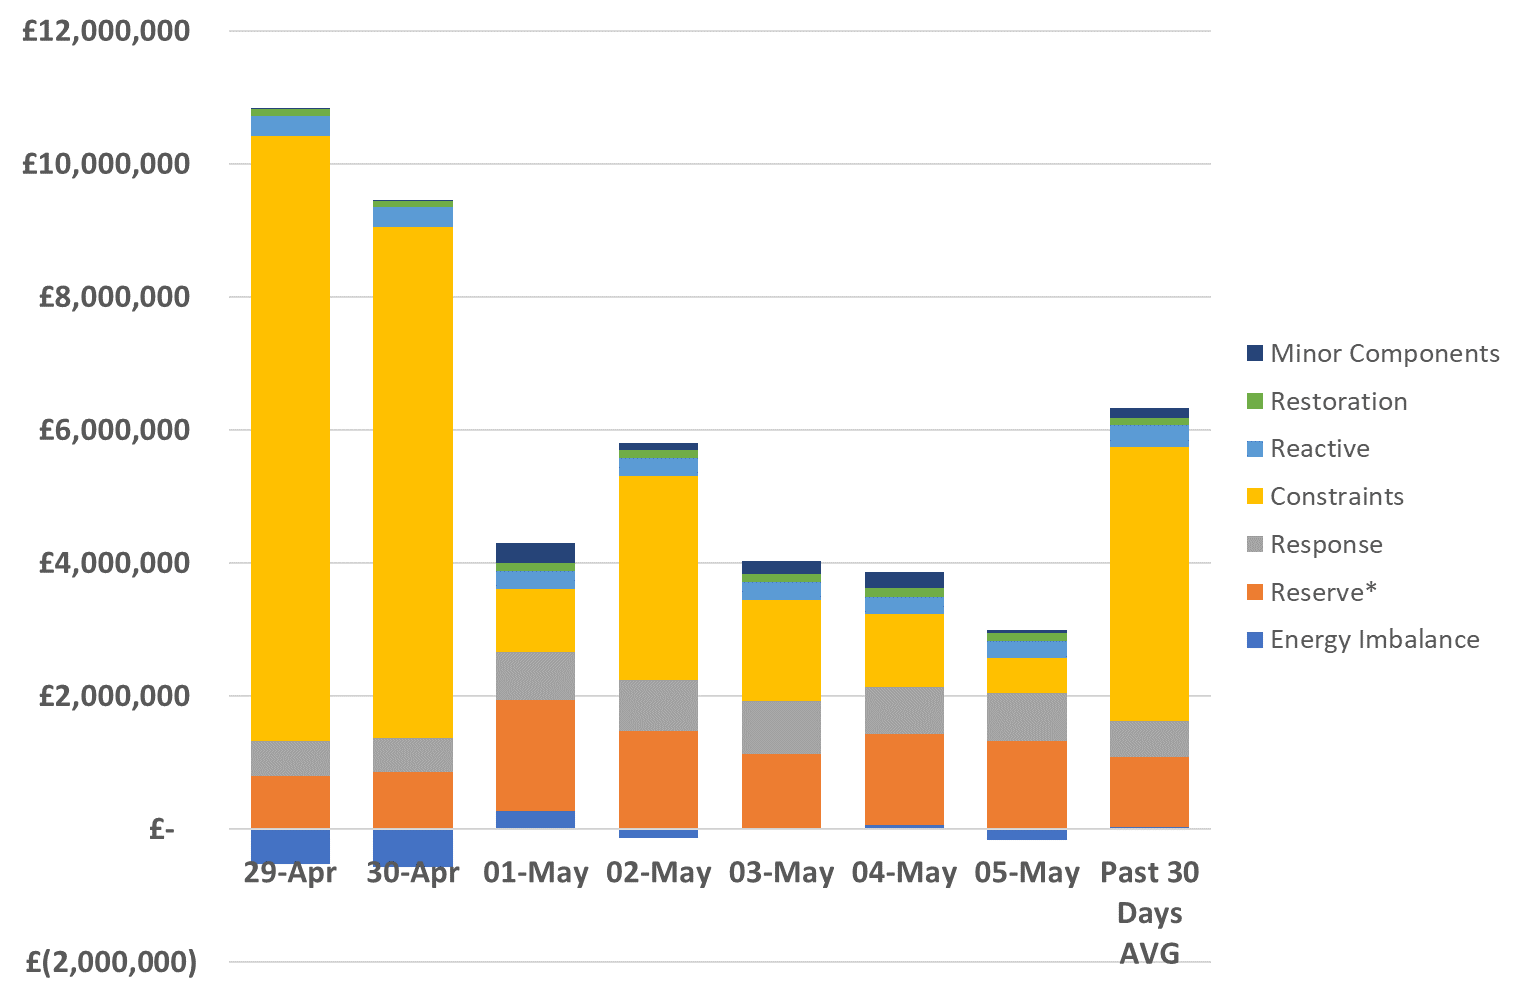 £12,000,000
£10,000,000
£8,000,000
£6,000,000
£4,000,000
£2,000,000
£-
£(2,000,000)
29-Apr 30-Apr 01-May 02-May 03-May 04-May 05-May Past 30
Days
AVG
Minor Components
Restoration
Reactive
Constraints
Response
Reserve*
Energy Imbalance